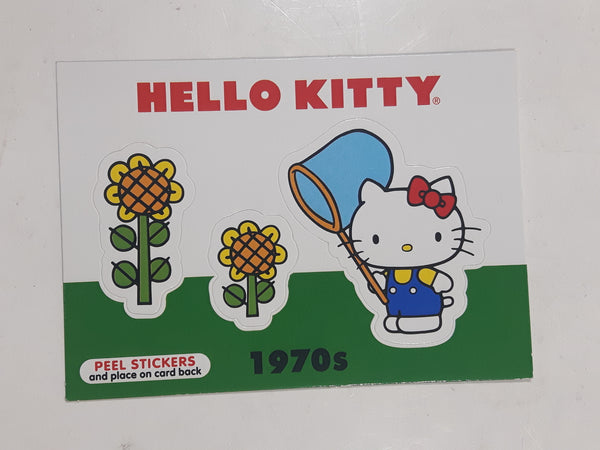 HELLO KITTY®
PEEL STICKERS
and place on card back
1970s